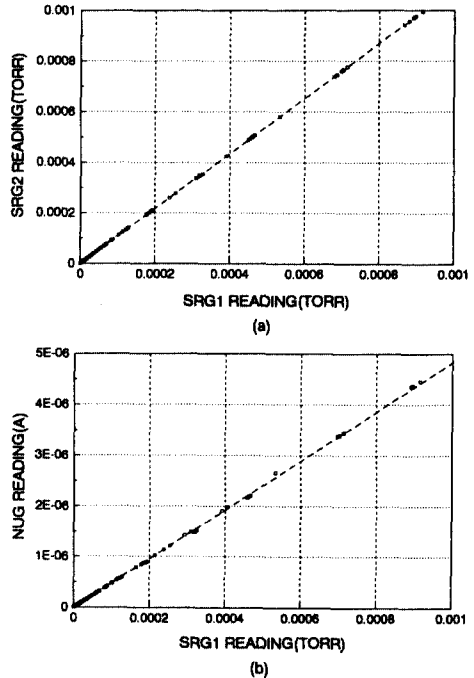 0.001
0.0008
0.0006
0.0004
0.0002
0
SRG2 READING(TORR)
0 0.0002 0.0004 0.0006 0.0008 0.001
SRG1 READING(TORR)
(a)
5E-06
4E-06
3E-06
2E-06
1E-06
0
NUG READING(A)
0 0.0002 0.0004 0.0006 0.0008 0.001
SRG1 READING(TORR)
(b)